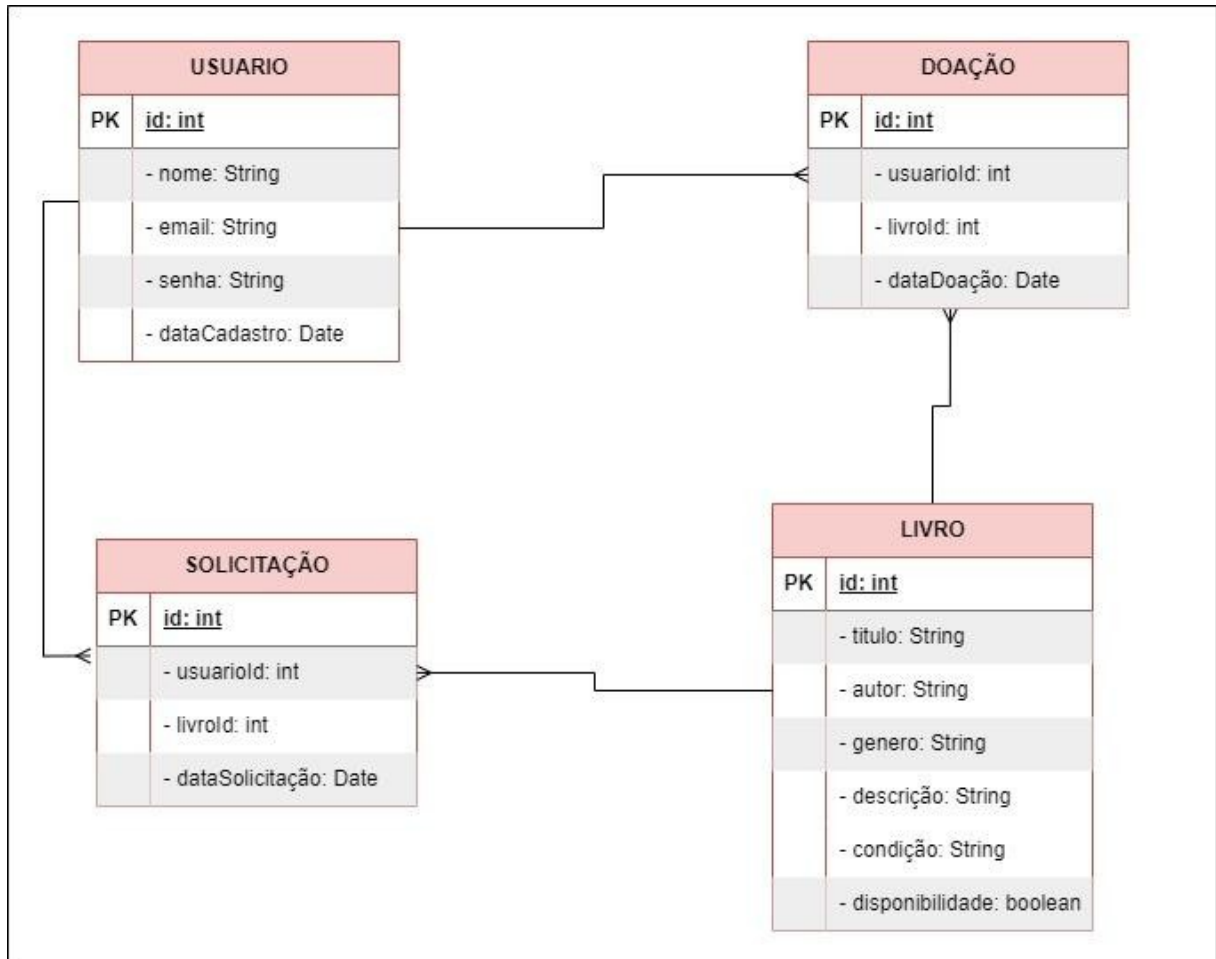 USUARIO
PK id: int
- nome: String
- email: String
- senha: String
- dataCadastro: Date
DOAÇÃO
PK id: int
- usuarioId: int
- livroId: int
- dataDoação: Date
SOLICITAÇÃO
PK id: int
- usuarioId: int
- livroId: int
- dataSolicitação: Date
LIVRO
PK id: int
- titulo: String
- autor: String
- genero: String
- descrição: String
- condição: String
- disponibilidade: boolean